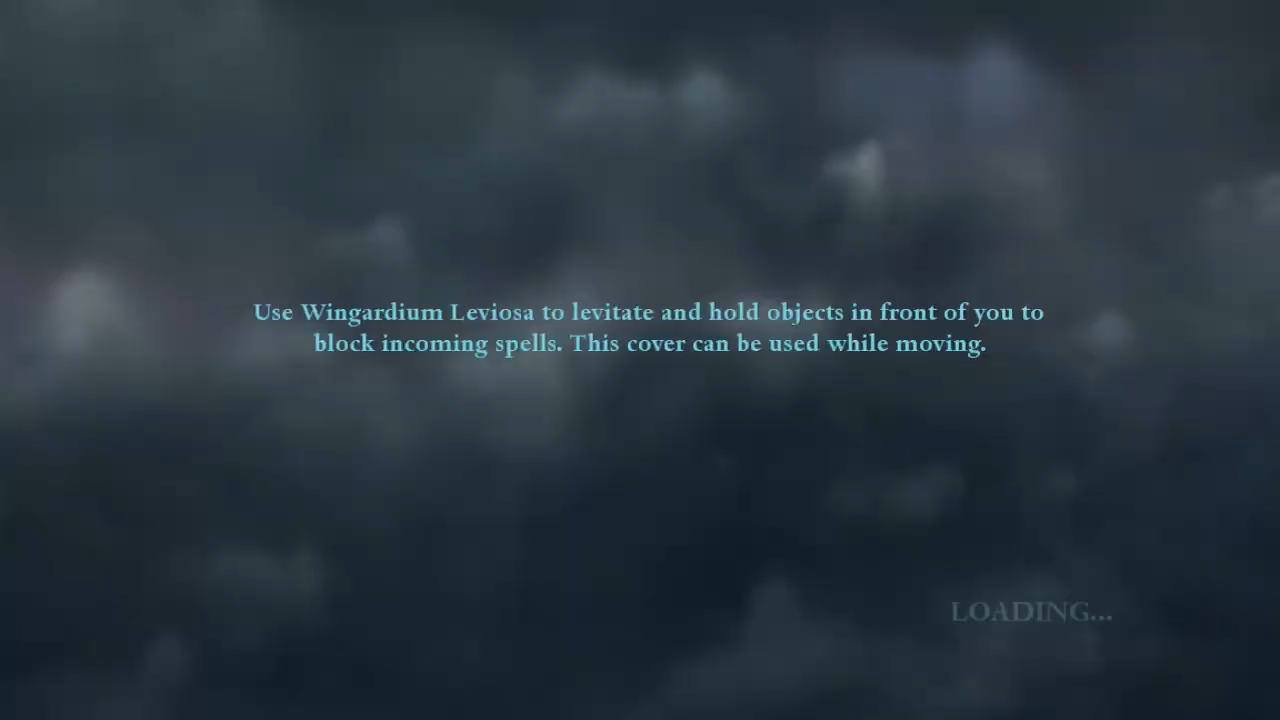 Use Wingardium Leviosa to levitate and hold objects in front of you to
block incoming spells. This cover can be used while moving.
LOADING...